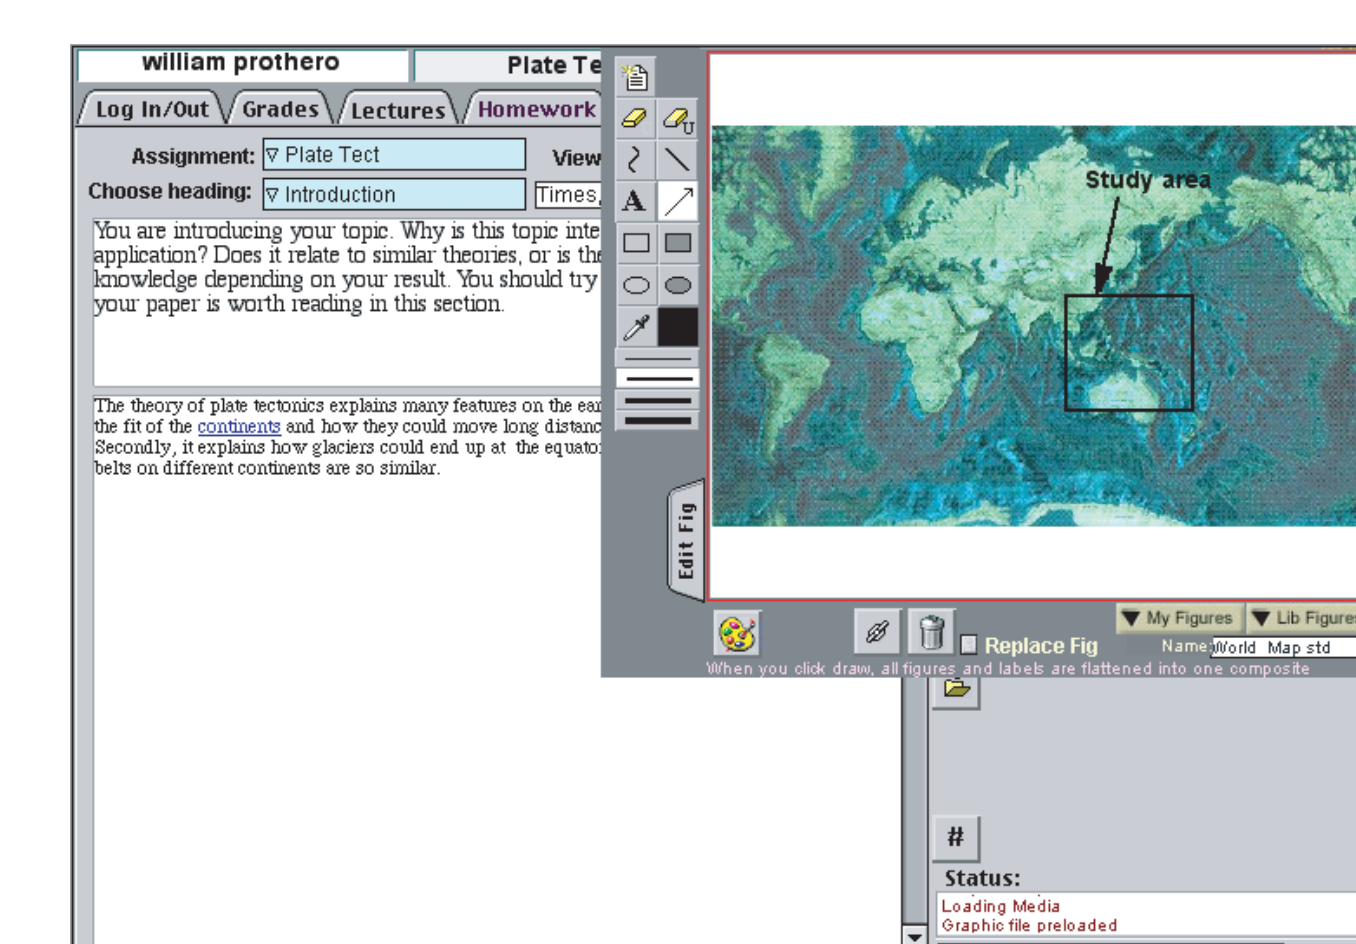 william prothero
Plate Te
Log In/Out Grades Lectures Homework
Assignment: ▿ Plate Tect View
Choose heading: ▿ Introduction Times,
You are introducing your topic. Why is this topic inte
application? Does it relate to similar theories, or is the
knowledge depending on your result. You should try
your paper is worth reading in this section.
The theory of plate tectonics explains many features on the ear
the fit of the continents and how they could move long distanc
Secondly, it explains how glaciers could end up at the equato
belts on different continents are so similar.
U
A
Study area
Edit Fig
▼ My Figures ▼ Lib Figures
Replace Fig
Name: World Map std
When you click draw, all figures and labels are flattened into one composite
#
Status:
Loading Media
Graphic file preloaded